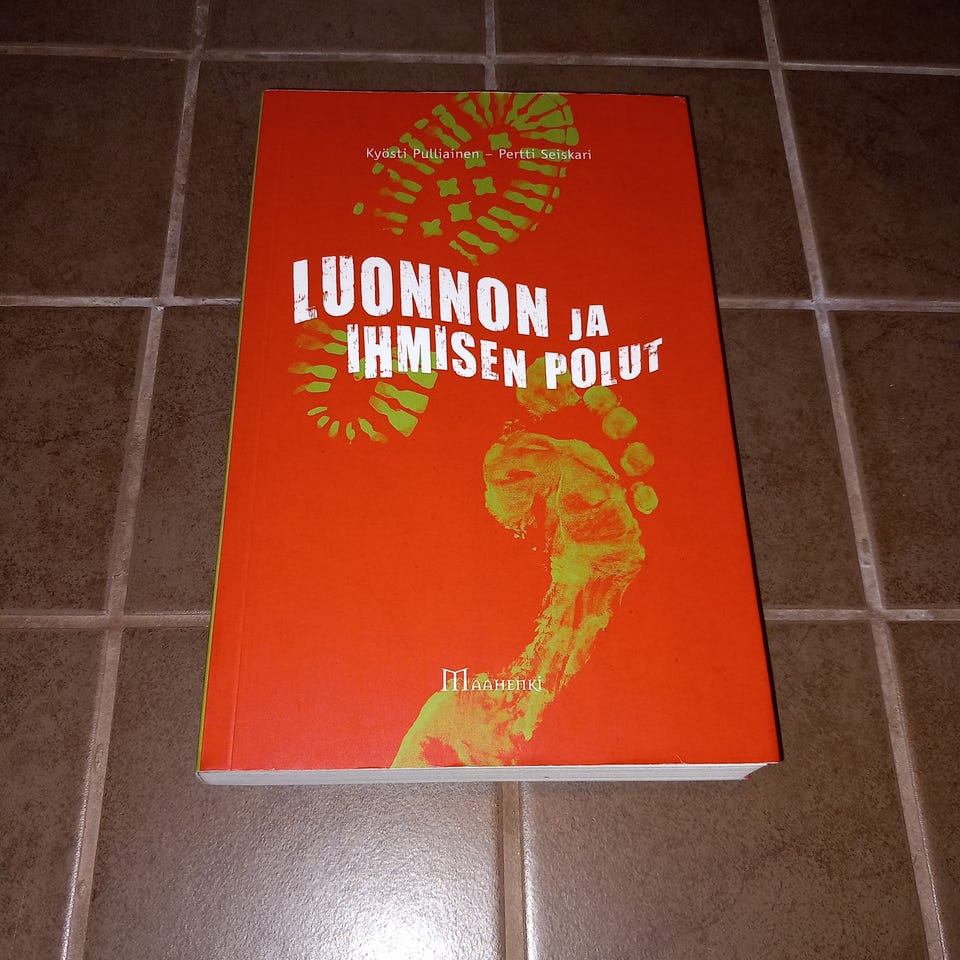 Kyösti Pulliainen – Pertti Seiskari
LUONNON JA
IHMISEN POLUT
MAAHENKI